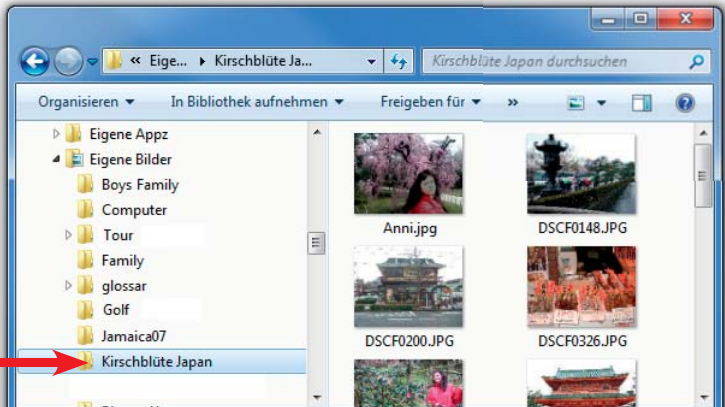 « Eige... Kirschblüte Ja...
Kirschblüte Japan durchsuchen
Organisieren In Bibliothek aufnehmen Freigeben für »
Eigene Appz
Eigene Bilder
Boys Family
Computer
Tour
Family
glossar
Golf
Jamaica07
Kirschblüte Japan
Anni.jpg DSCF0148.JPG
DSCF0200.JPG DSCF0326.JPG